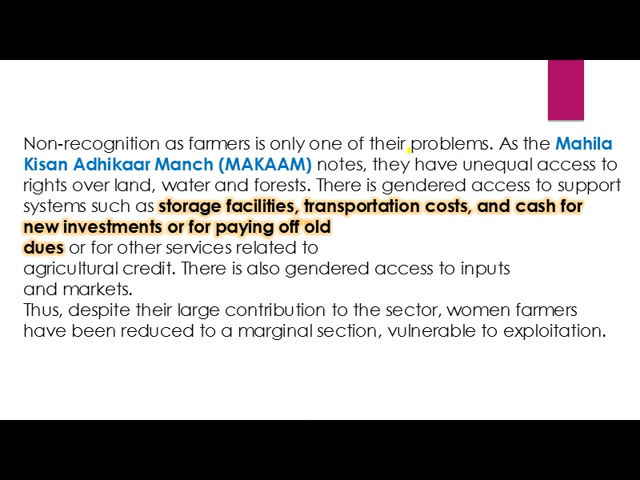 Non-recognition as farmers is only one of their problems. As the Mahila
Kisan Adhikaar Manch (MAKAAM) notes, they have unequal access to
rights over land, water and forests. There is gendered access to support
systems such as storage facilities, transportation costs, and cash for
new investments or for paying off old
dues or for other services related to
agricultural credit. There is also gendered access to inputs
and markets.
Thus, despite their large contribution to the sector, women farmers
have been reduced to a marginal section, vulnerable to exploitation.